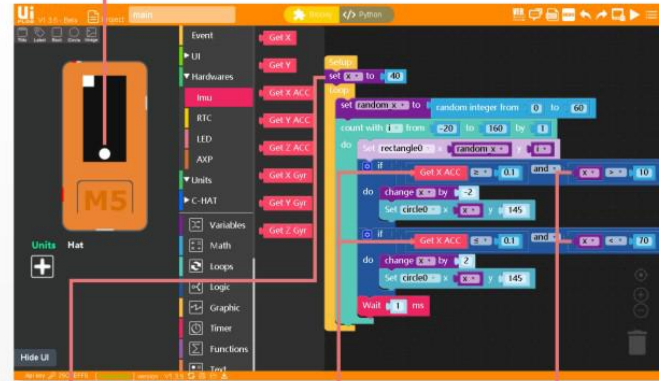 Ui
V1.3.5 - Beta
Project
main
Blockly
</> Python
Title
Label
Rect
Circle
Image
M5
Units
Hat
Hide UI
Event
UI
Hardwares
Imu
RTC
LED
AXP
Units
C-HAT
Variables
Math
Loops
Logic
Graphic
Timer
Functions
Text
Get X
Get Y
Get X ACC
Get Y ACC
Get Z ACC
Get X Gyr
Get Y Gyr
Get Z Gyr
Setup
set x to 40
Loop
set random x to random integer from 0 to 60
count with i from -20 to 160 by 1
do Set rectangle0 x random x y i
if Get X ACC ≥ 0.1 and x > 10
do change x by -2
Set circle0 x x y 145
if Get X ACC ≤ 0.1 and x < 70
do change x by 2
Set circle0 x x y 145
Wait 1 ms